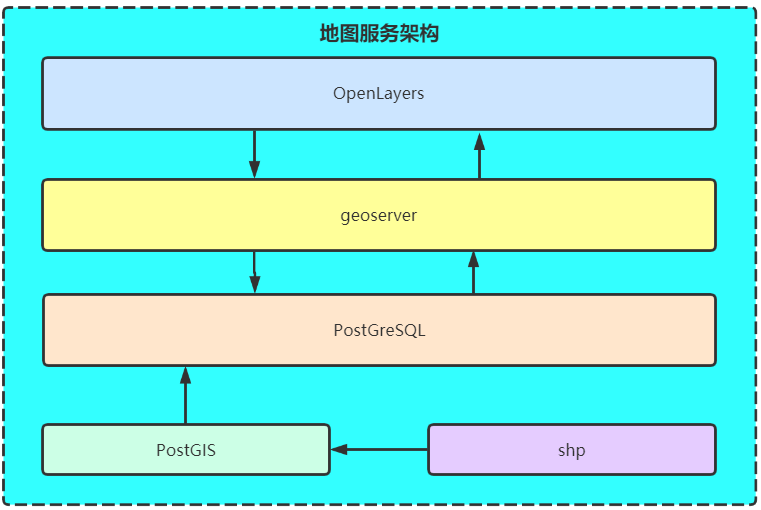 地图服务架构
OpenLayers
geoserver
PostGreSQL
PostGIS
shp